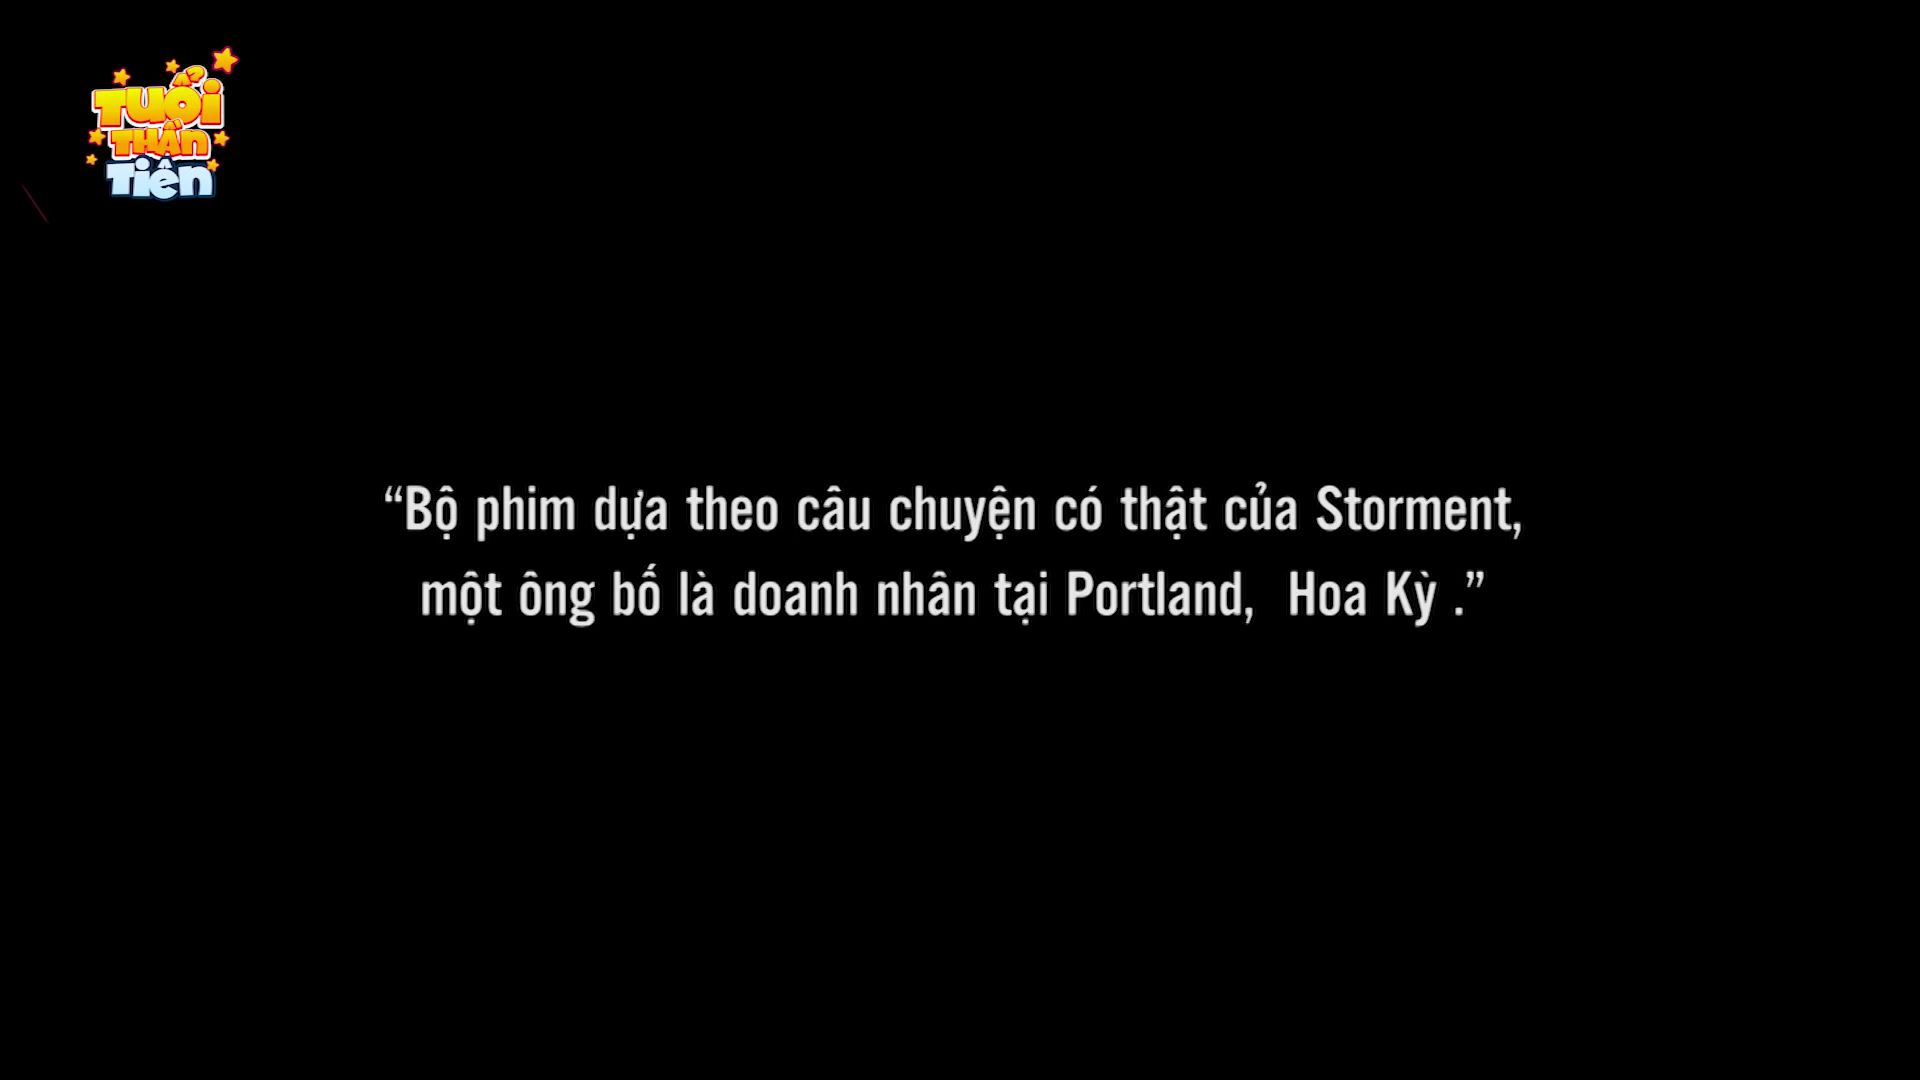 TUỔI
THẦN
TIÊN
“Bộ phim dựa theo câu chuyện có thật của Storment,
một ông bố là doanh nhân tại Portland,  Hoa Kỳ .”